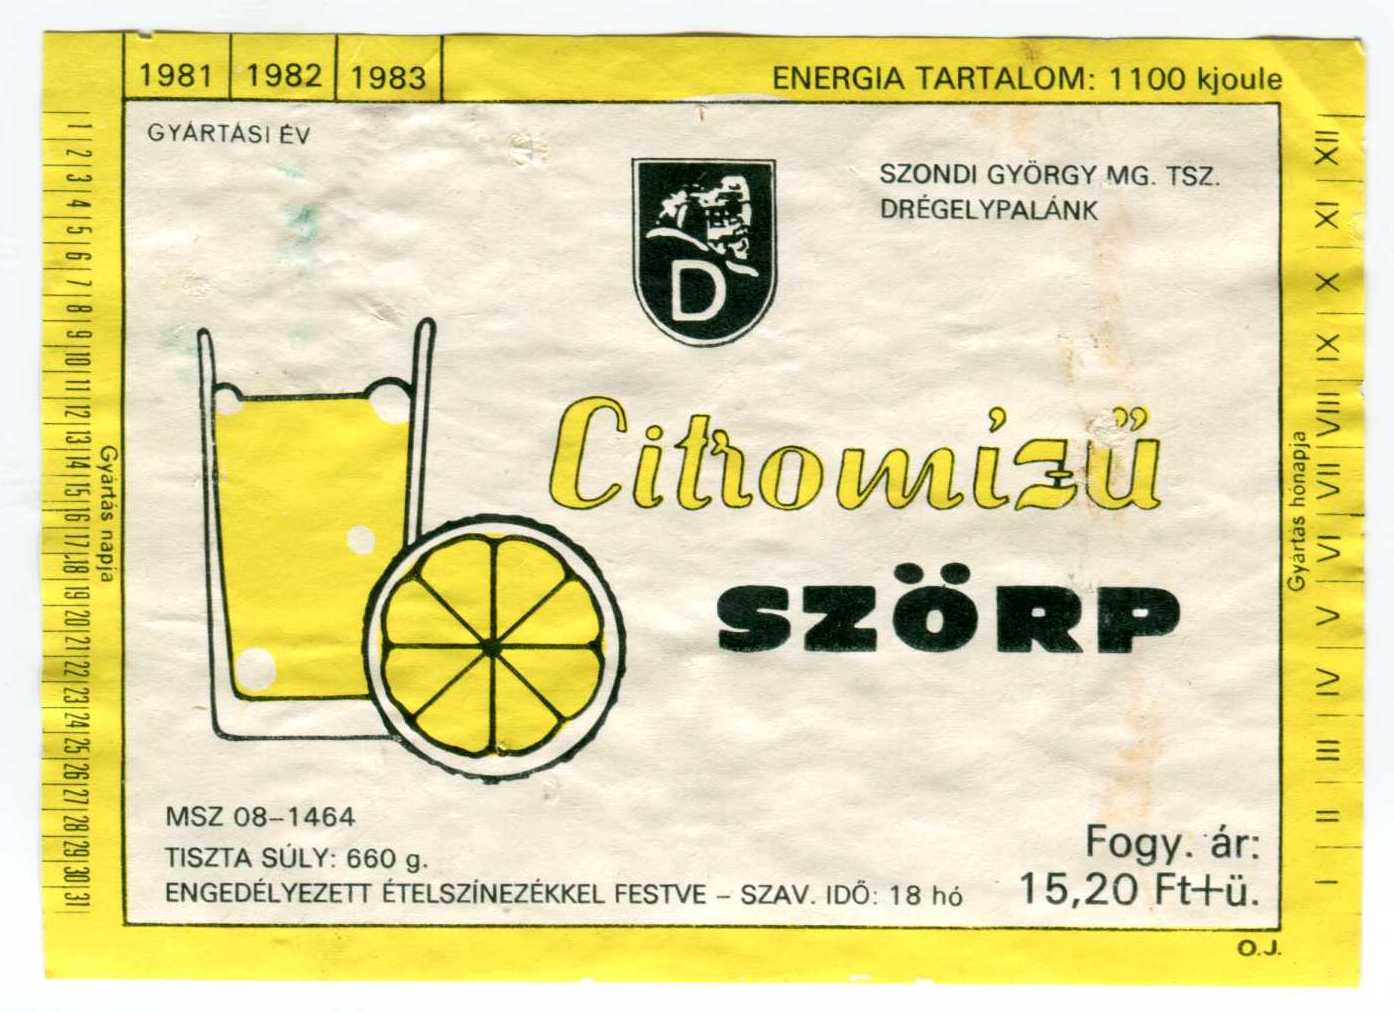 1981 1982 1983
ENERGIA TARTALOM: 1100 kjoule
GYÁRTÁSI ÉV
SZONDI GYÖRGY MG. TSZ.
DRÉGELYPALÁNK
D
Citromízű
SZÖRP
MSZ 08-1464
TISZTA SÚLY: 660 g.
ENGEDÉLYEZETT ÉTELSZÍNEZÉKKEL FESTVE – SZAV. IDŐ: 18 hó
Fogy. ár:
15,20 Ft+ü.
O.J.
1 2 3 4 5 6 7 8 9 10 11 12 13 14 15 16 17 18 19 20 21 22 23 24 25 26 27 28 29 30 31
Gyártás napja
Gyártás hónapja
I II III IV V VI VII VIII IX X XI XII